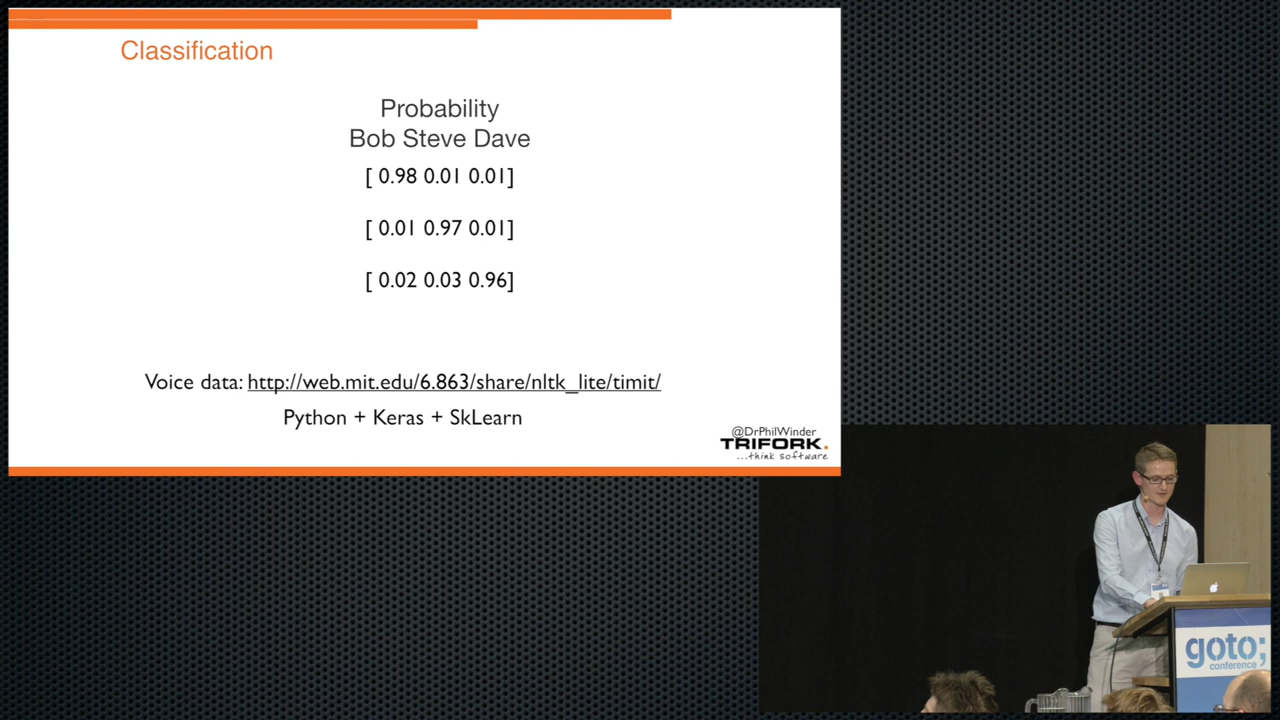 Classification
Probability
Bob Steve Dave
[ 0.98 0.01 0.01]
[ 0.01 0.97 0.01]
[ 0.02 0.03 0.96]
Voice data: http://web.mit.edu/6.863/share/nltk_lite/timit/
Python + Keras + SkLearn
@DrPhilWinder
TRIFORK.
...think software
goto;
conference